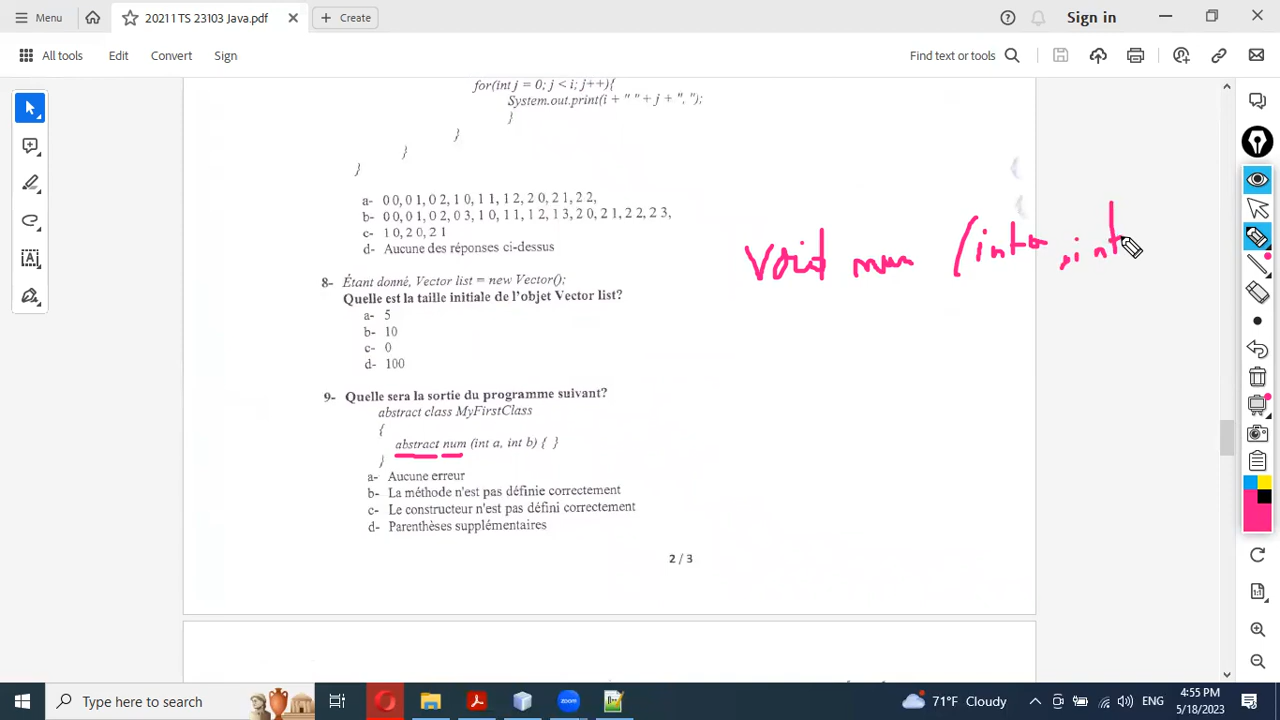 Menu
20211 TS 23103 Java.pdf
Create
Sign in
All tools
Edit
Convert
Sign
Find text or tools
for(int j = 0; j < i; j++){
System.out.print(i + " " + j + ", ");
}
}
}
}
a- 0 0, 0 1, 0 2, 1 0, 1 1, 1 2, 2 0, 2 1, 2 2,
b- 0 0, 0 1, 0 2, 0 3, 1 0, 1 1, 1 2, 1 3, 2 0, 2 1, 2 2, 2 3,
c- 1 0, 2 0, 2 1
d- Aucune des réponses ci-dessus
void num (int a, int
8- Étant donné, Vector list = new Vector();
Quelle est la taille initiale de l'objet Vector list?
a- 5
b- 10
c- 0
d- 100
9- Quelle sera la sortie du programme suivant?
abstract class MyFirstClass
{
abstract num (int a, int b) { }
}
a- Aucune erreur
b- La méthode n'est pas définie correctement
c- Le constructeur n'est pas défini correctement
d- Parenthèses supplémentaires
2 / 3
Type here to search
zoom
71°F Cloudy
ENG
4:55 PM
5/18/2023